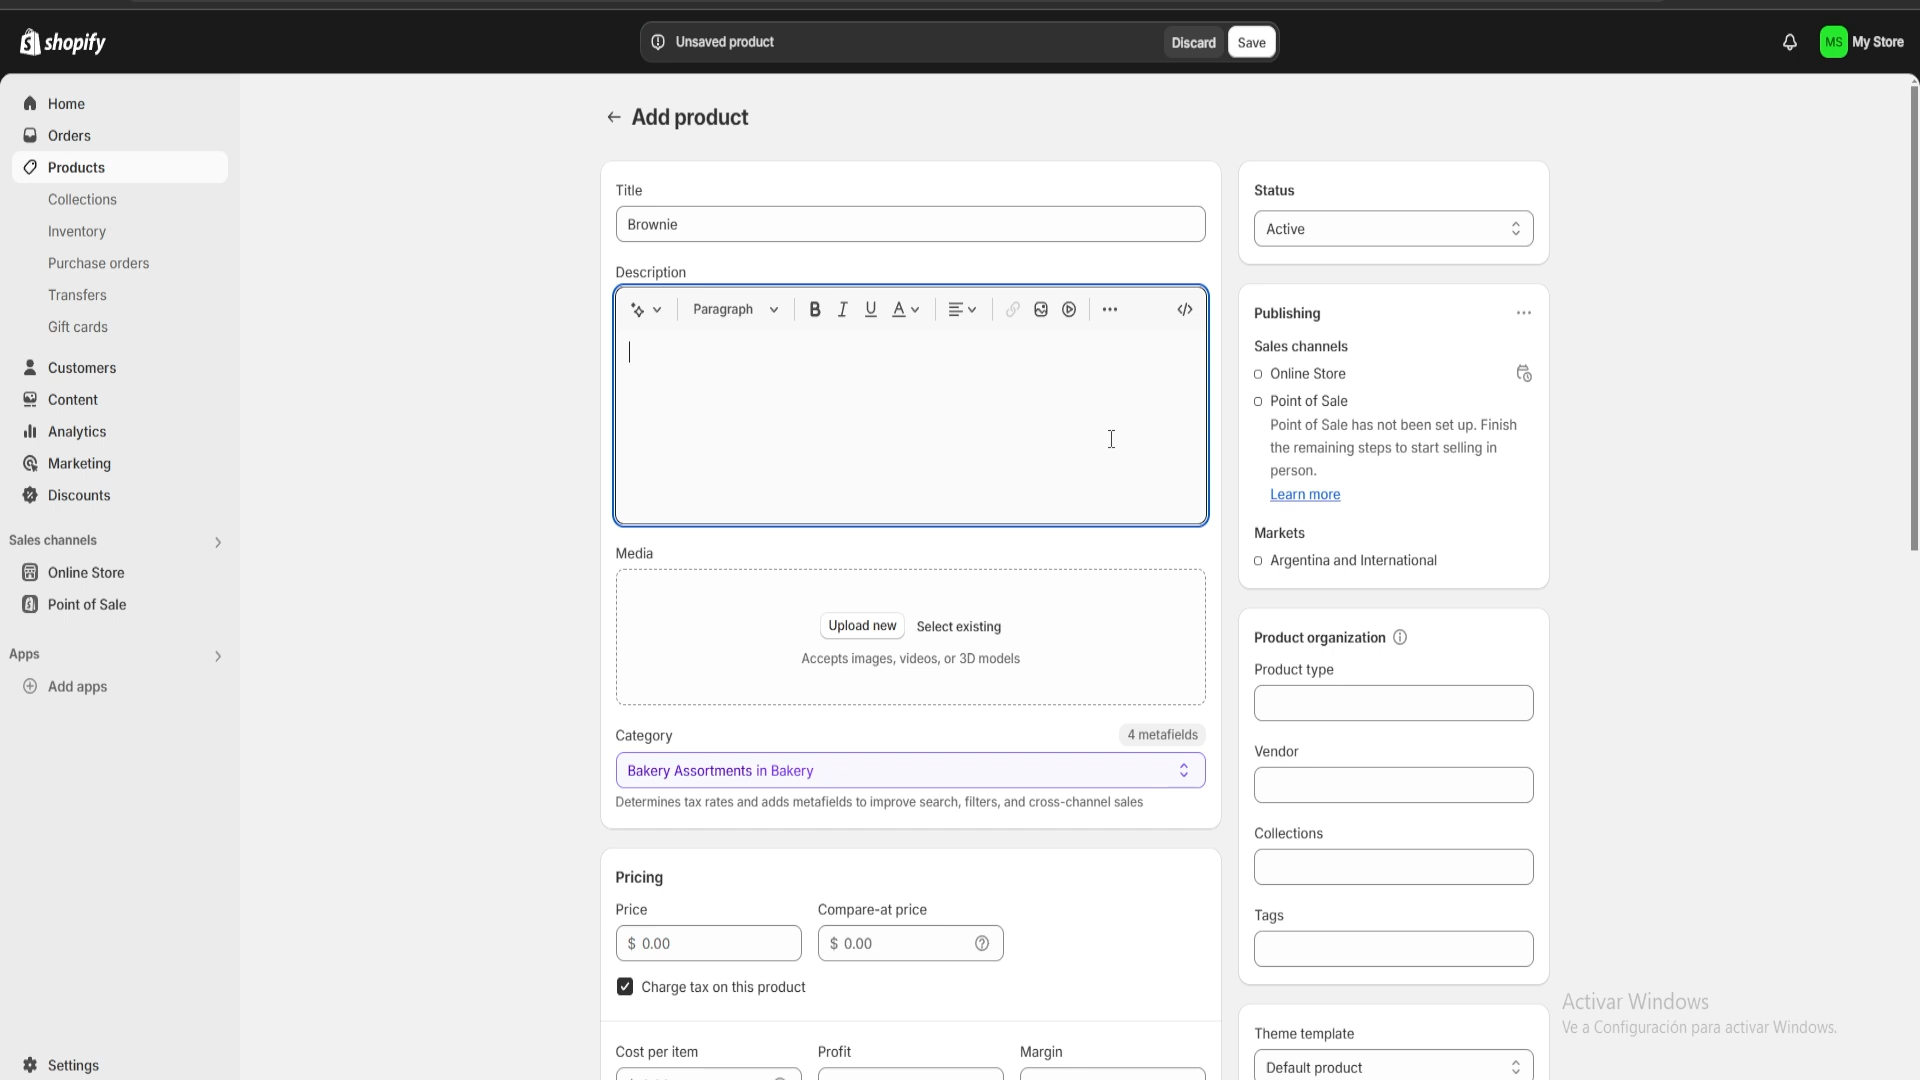 shopify
Unsaved product
Discard
Save
MS
My Store
Home
Orders
Products
Collections
Inventory
Purchase orders
Transfers
Gift cards
Customers
Content
Analytics
Marketing
Discounts
Sales channels
Online Store
Point of Sale
Apps
Add apps
Settings
Add product
Title
Brownie
Description
Paragraph
B I U A
Media
Upload new Select existing
Accepts images, videos, or 3D models
Category
4 metafields
Bakery Assortments in Bakery
Determines tax rates and adds metafields to improve search, filters, and cross-channel sales
Pricing
Price
Compare-at price
$ 0.00
$ 0.00
Charge tax on this product
Cost per item
Profit
Margin
Status
Active
Publishing
Sales channels
Online Store
Point of Sale
Point of Sale has not been set up. Finish
the remaining steps to start selling in
person.
Learn more
Markets
Argentina and International
Product organization
Product type
Vendor
Collections
Tags
Theme template
Default product
Activar Windows
Ve a Configuración para activar Windows.